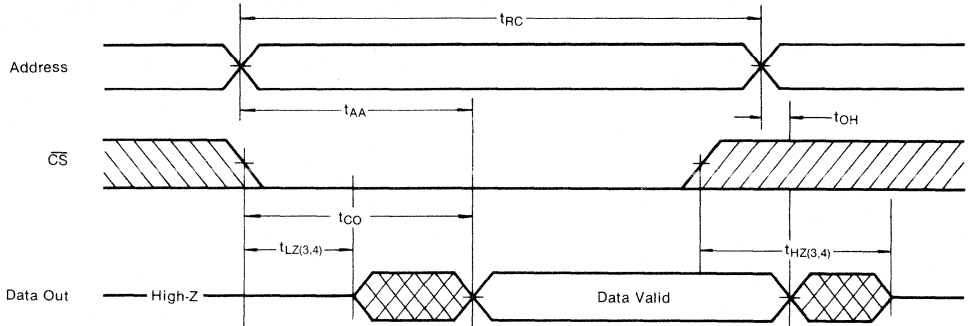 tRC
Address
tAA
tOH
CS
tCO
tLZ(3,4)
tHZ(3,4)
Data Out
High-Z
Data Valid